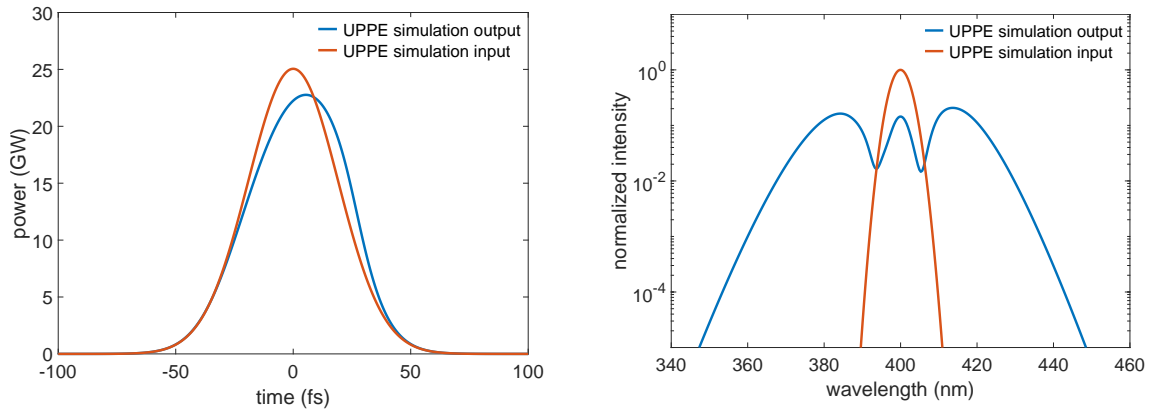 30
25
20
15
10
5
0
-100
-50
0
50
100
time (fs)
power (GW)
UPPE simulation output
UPPE simulation input
10^0
10^-2
10^-4
340
360
380
400
420
440
460
wavelength (nm)
normalized intensity
UPPE simulation output
UPPE simulation input